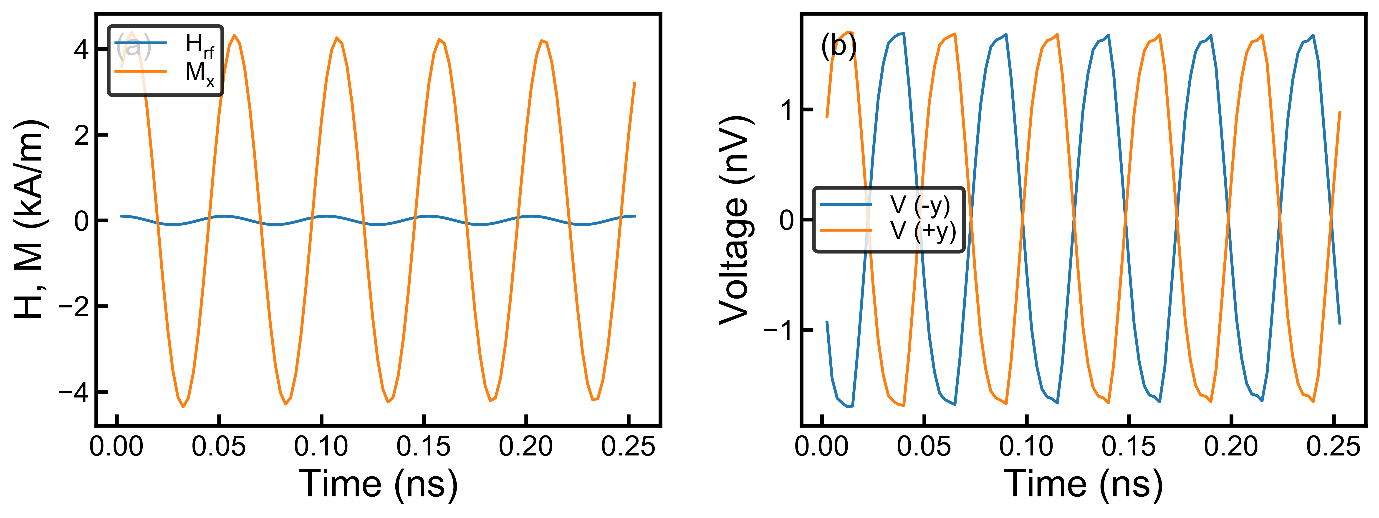 (a)
H_rf
M_x
4
2
0
−2
−4
H, M (kA/m)
0.00 0.05 0.10 0.15 0.20 0.25
Time (ns)
(b)
1
0
−1
V (-y)
V (+y)
Voltage (nV)
0.00 0.05 0.10 0.15 0.20 0.25
Time (ns)